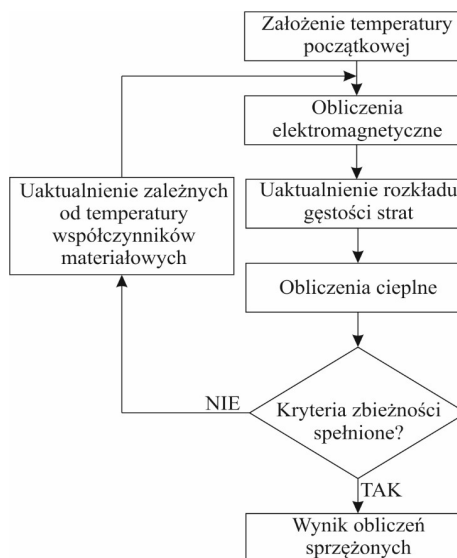 Założenie temperatury
początkowej
Obliczenia
elektromagnetyczne
Uaktualnienie zależnych
od temperatury
współczynników
materiałowych
Uaktualnienie rozkładu
gęstości strat
Obliczenia cieplne
NIE
Kryteria zbieżności
spełnione?
TAK
Wynik obliczeń
sprzężonych